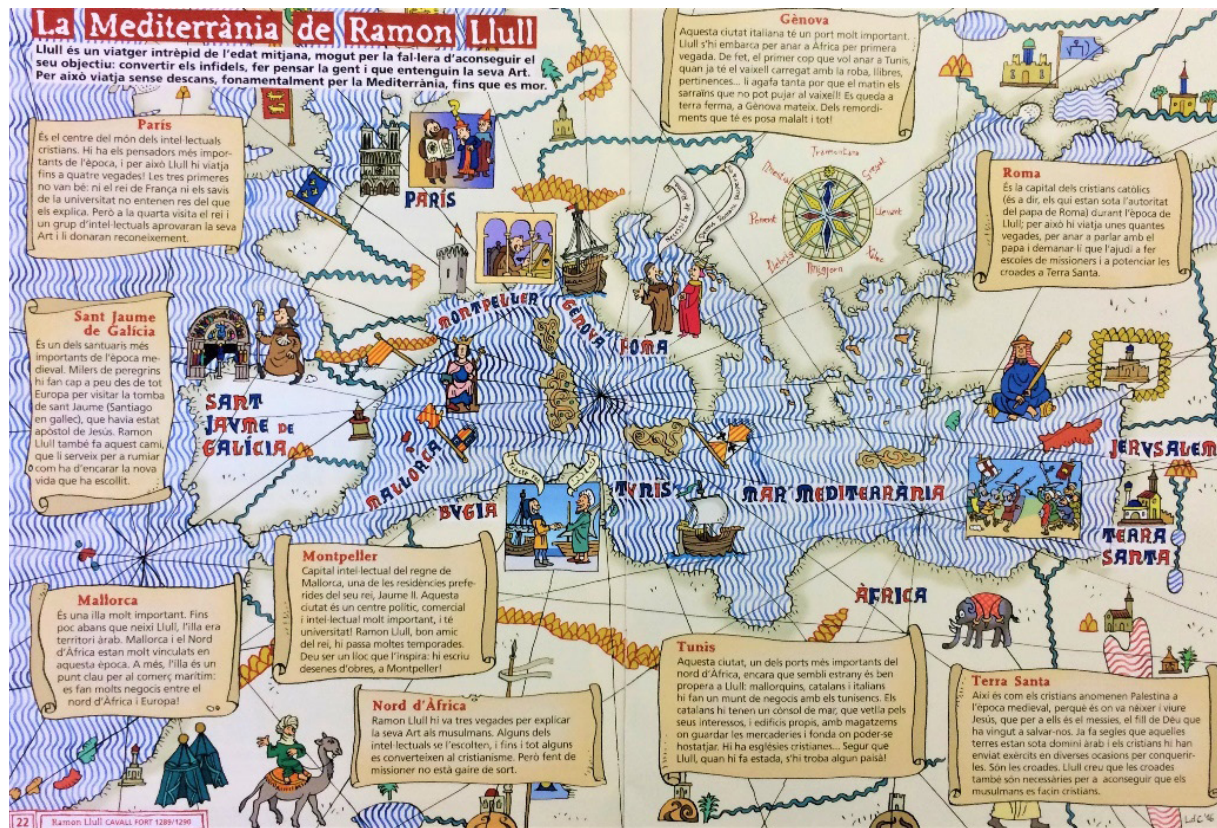 La Mediterrània de Ramon Llull
Llull és un viatger intrèpid de l'edat mitjana, mogut per la fal·lera d'aconseguir el
seu objectiu: convertir els infidels, fer pensar la gent i que entenguin la seva Art.
Per això viatja sense descans, fonamentalment per la Mediterrània, fins que es mor.
Gènova
Aquesta ciutat italiana té un port molt important.
Llull s'hi embarca per anar a Àfrica per primera
vegada. De fet, el primer cop que vol anar a Tunis,
quan ja té el vaixell carregat amb la roba, llibres,
pertinences... li agafa tanta por que el matin els
sarraïns que no pot pujar al vaixell! Es queda a
terra ferma, a Gènova mateix. Dels remordi-
ments que té es posa malalt i tot!
París
És el centre del món dels intel·lectuals
cristians. Hi ha els pensadors més impor-
tants de l'època, i per això Llull hi viatja
fins a quatre vegades! Les tres primeres
no van bé: ni el rei de França ni els savis
de la universitat no entenen res del que
els explica. Però a la quarta visita el rei i
un grup d'intel·lectuals aprovaran la seva
Art i li donaran reconeixement.
PARÍS
Tramontana
Mestral
Ponent
Llevant
Xaloc
Migjorn
Roma
És la capital dels cristians catòlics
(és a dir, els qui estan sota l'autoritat
del papa de Roma) durant l'època de
Llull; per això hi viatja unes quantes
vegades, per anar a parlar amb el
papa i demanar-li que l'ajudi a fer
escoles de missioners i a potenciar les
croades a Terra Santa.
Sant Jaume
de Galícia
És un dels santuaris més
importants de l'època me-
dieval. Milers de peregrins
hi fan cap a peu des de tot
Europa per visitar la tomba
de sant Jaume (Santiago
en gallec), que havia estat
apòstol de Jesús. Ramon
Llull també fa aquest camí,
que li serveix per a rumiar
com ha d'encarar la nova
vida que ha escollit.
MONTPELLER
GÈNOVA
ROMA
SANT
JAUME DE
GALÍCIA
MALLORCA
BUGIA
TUNIS
MAR MEDITERRÀNIA
JERUSALEM
TERRA
SANTA
ÀFRICA
Mallorca
És una illa molt important. Fins
poc abans que neixi Llull, l'illa era
territori àrab. Mallorca i el Nord
d'Àfrica estan molt vinculats en
aquesta època. A més, l'illa és un
punt clau per al comerç marítim:
es fan molts negocis entre el
nord d'Àfrica i Europa!
Montpeller
Capital intel·lectual del regne de
Mallorca, una de les residències prefe-
rides del seu rei, Jaume II. Aquesta
ciutat és un centre polític, comercial
i intel·lectual molt important, i té
universitat! Ramon Llull, bon amic
del rei, hi passa moltes temporades.
Deu ser un lloc que l'inspira: hi escriu
desenes d'obres, a Montpeller!
Nord d'Àfrica
Ramon Llull hi va tres vegades per explicar
la seva Art als musulmans. Alguns dels
intel·lectuals se l'escolten, i fins i tot alguns
es converteixen al cristianisme. Però fent de
missioner no està gaire de sort.
Tunis
Aquesta ciutat, un dels ports més importants del
nord d'Àfrica, encara que sembli estrany és ben
propera a Llull: mallorquins, catalans i italians
hi fan un munt de negocis amb els tunisencs. Els
catalans hi tenen un cònsol de mar, que vetlla pels
seus interessos, i edificis propis, amb magatzems
on guardar les mercaderies i fonda on poder-se
hostatjar. Hi ha esglésies cristianes... Segur que
Llull, quan hi fa estada, s'hi troba algun paisà!
Terra Santa
Així és com els cristians anomenen Palestina a
l'època medieval, perquè és on va néixer i viure
Jesús, que per a ells és el messies, el fill de Déu que
ha vingut a salvar-nos. Ja fa segles que aquelles
terres estan sota domini àrab i els cristians hi han
enviat exèrcits en diverses ocasions per conquerir-
les. Són les croades. Llull creu que les croades
també són necessàries per a aconseguir que els
musulmans es facin cristians.
22
Ramon Llull CAVALL FORT 1289/1290